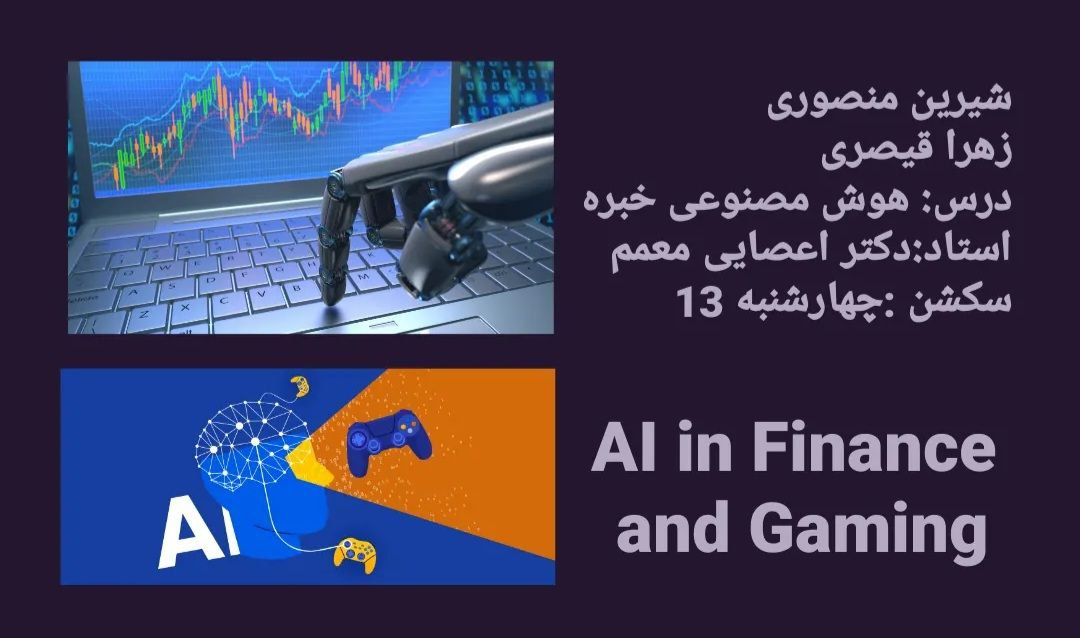 شیرین منصوری
زهرا قیصری
درس: هوش مصنوعی خبره
استاد:دکتر اعصایی معمم
سکشن :چهارشنبه 13
AI in Finance
and Gaming
AI